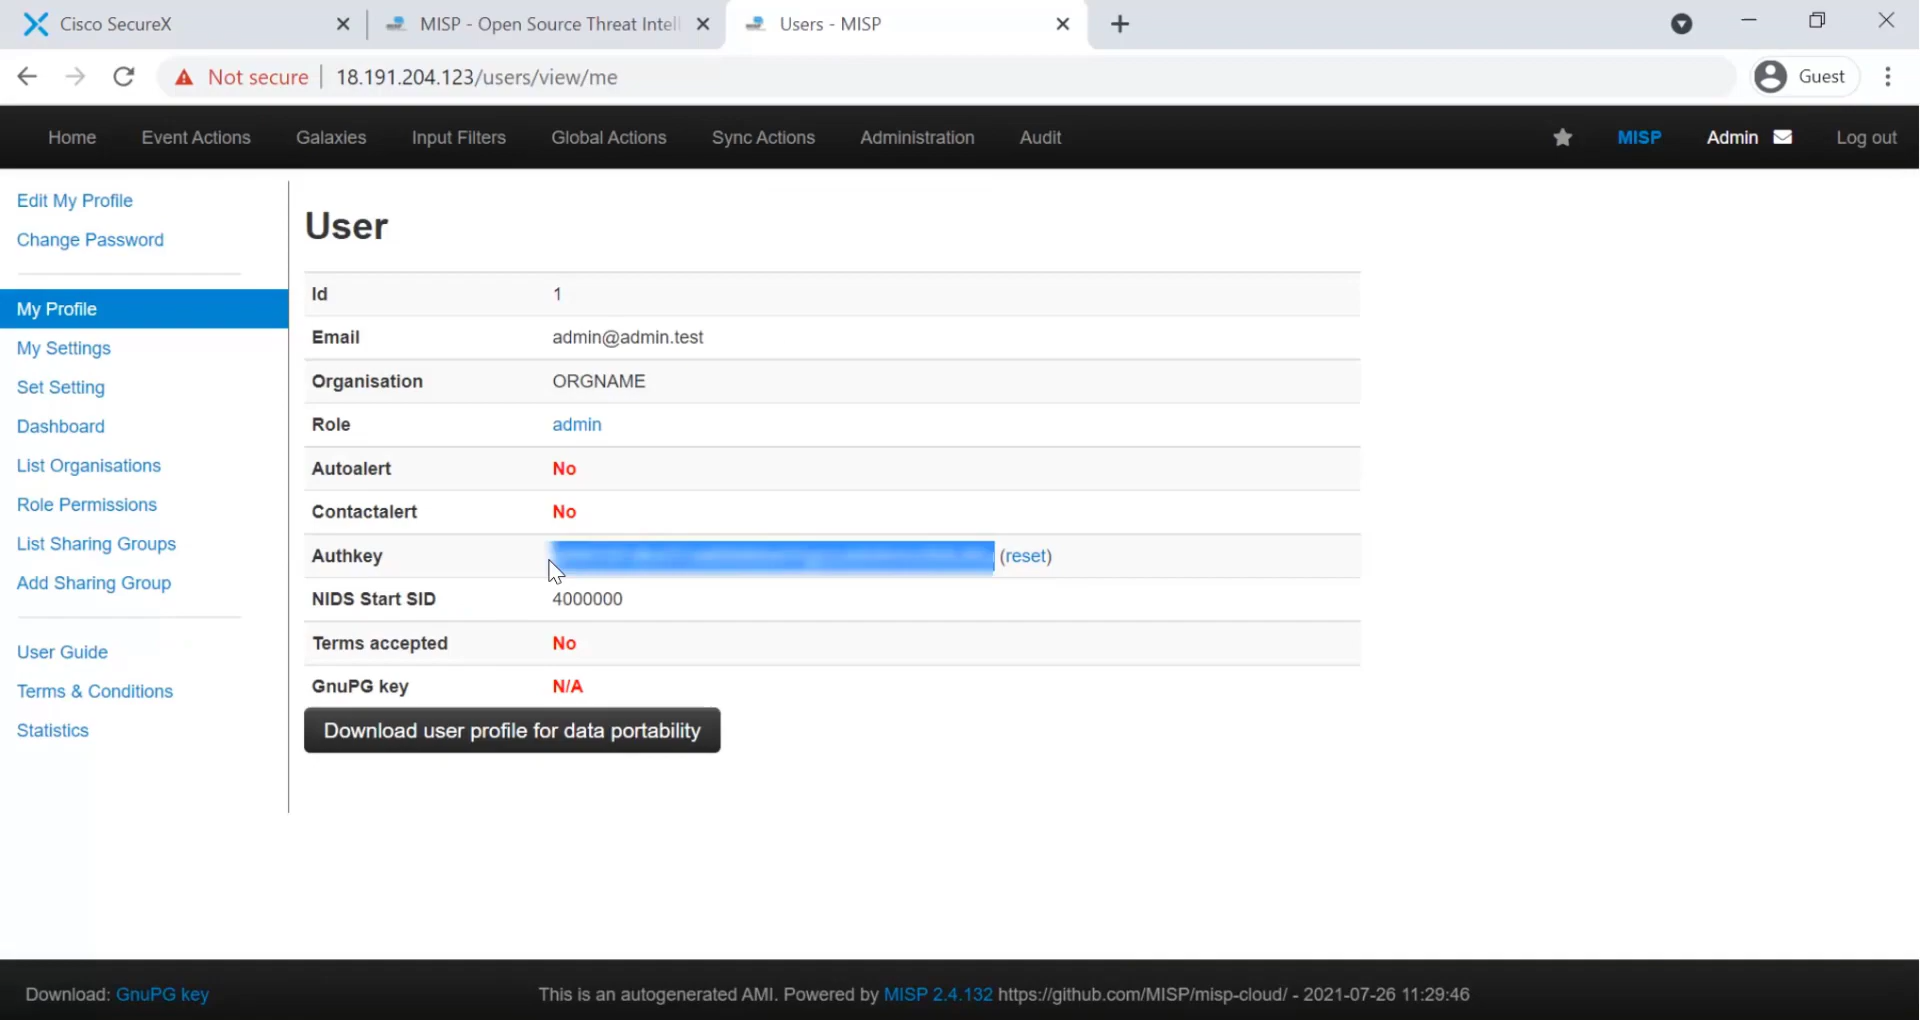 Cisco SecureX
MISP - Open Source Threat Intel
Users - MISP
Not secure
18.191.204.123/users/view/me
Guest
Home Event Actions Galaxies Input Filters Global Actions Sync Actions Administration Audit
MISP Admin Log out
Edit My Profile
Change Password
My Profile
My Settings
Set Setting
Dashboard
List Organisations
Role Permissions
List Sharing Groups
Add Sharing Group
User Guide
Terms & Conditions
Statistics
User
Id 1
Email admin@admin.test
Organisation ORGNAME
Role admin
Autoalert No
Contactalert No
Authkey (reset)
NIDS Start SID 4000000
Terms accepted No
GnuPG key N/A
Download user profile for data portability
Download: GnuPG key
This is an autogenerated AMI. Powered by MISP 2.4.132 https://github.com/MISP/misp-cloud/ - 2021-07-26 11:29:46